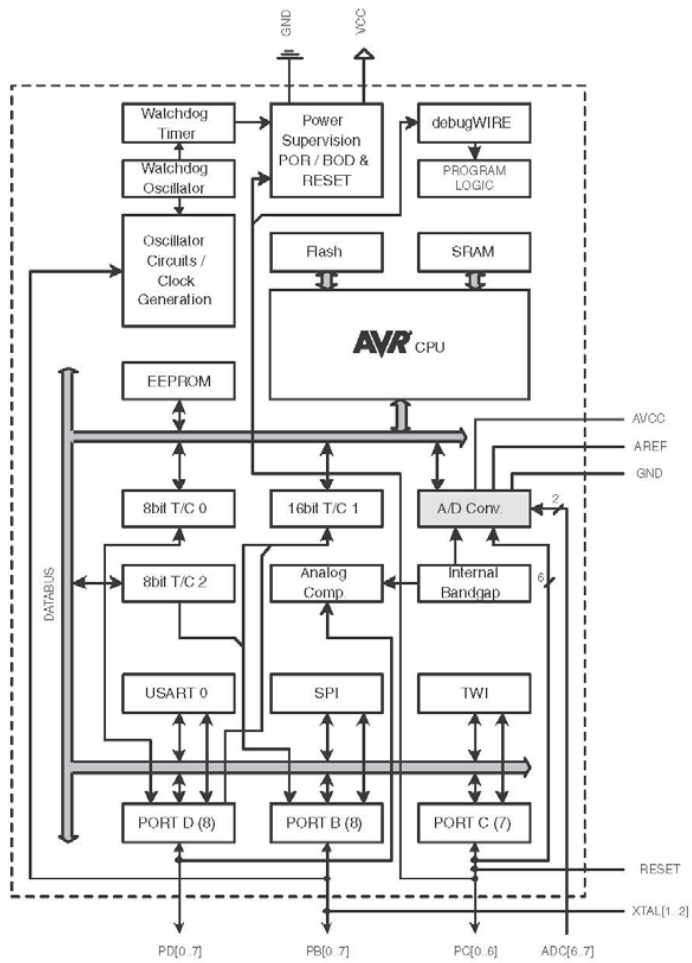 GND
VCC
Watchdog
Timer
Power
Supervision
POR / BOD &
RESET
debugWIRE
Watchdog
Oscillator
PROGRAM
LOGIC
Oscillator
Circuits /
Clock
Generation
Flash
SRAM
AVR CPU
EEPROM
AVCC
AREF
GND
8bit T/C 0
16bit T/C 1
A/D Conv.
2
DATABUS
8bit T/C 2
Analog
Comp.
Internal
Bandgap
6
USART 0
SPI
TWI
PORT D (8)
PORT B (8)
PORT C (7)
RESET
XTAL[1..2]
PD[0..7]
PB[0..7]
PC[0..6]
ADC[6..7]